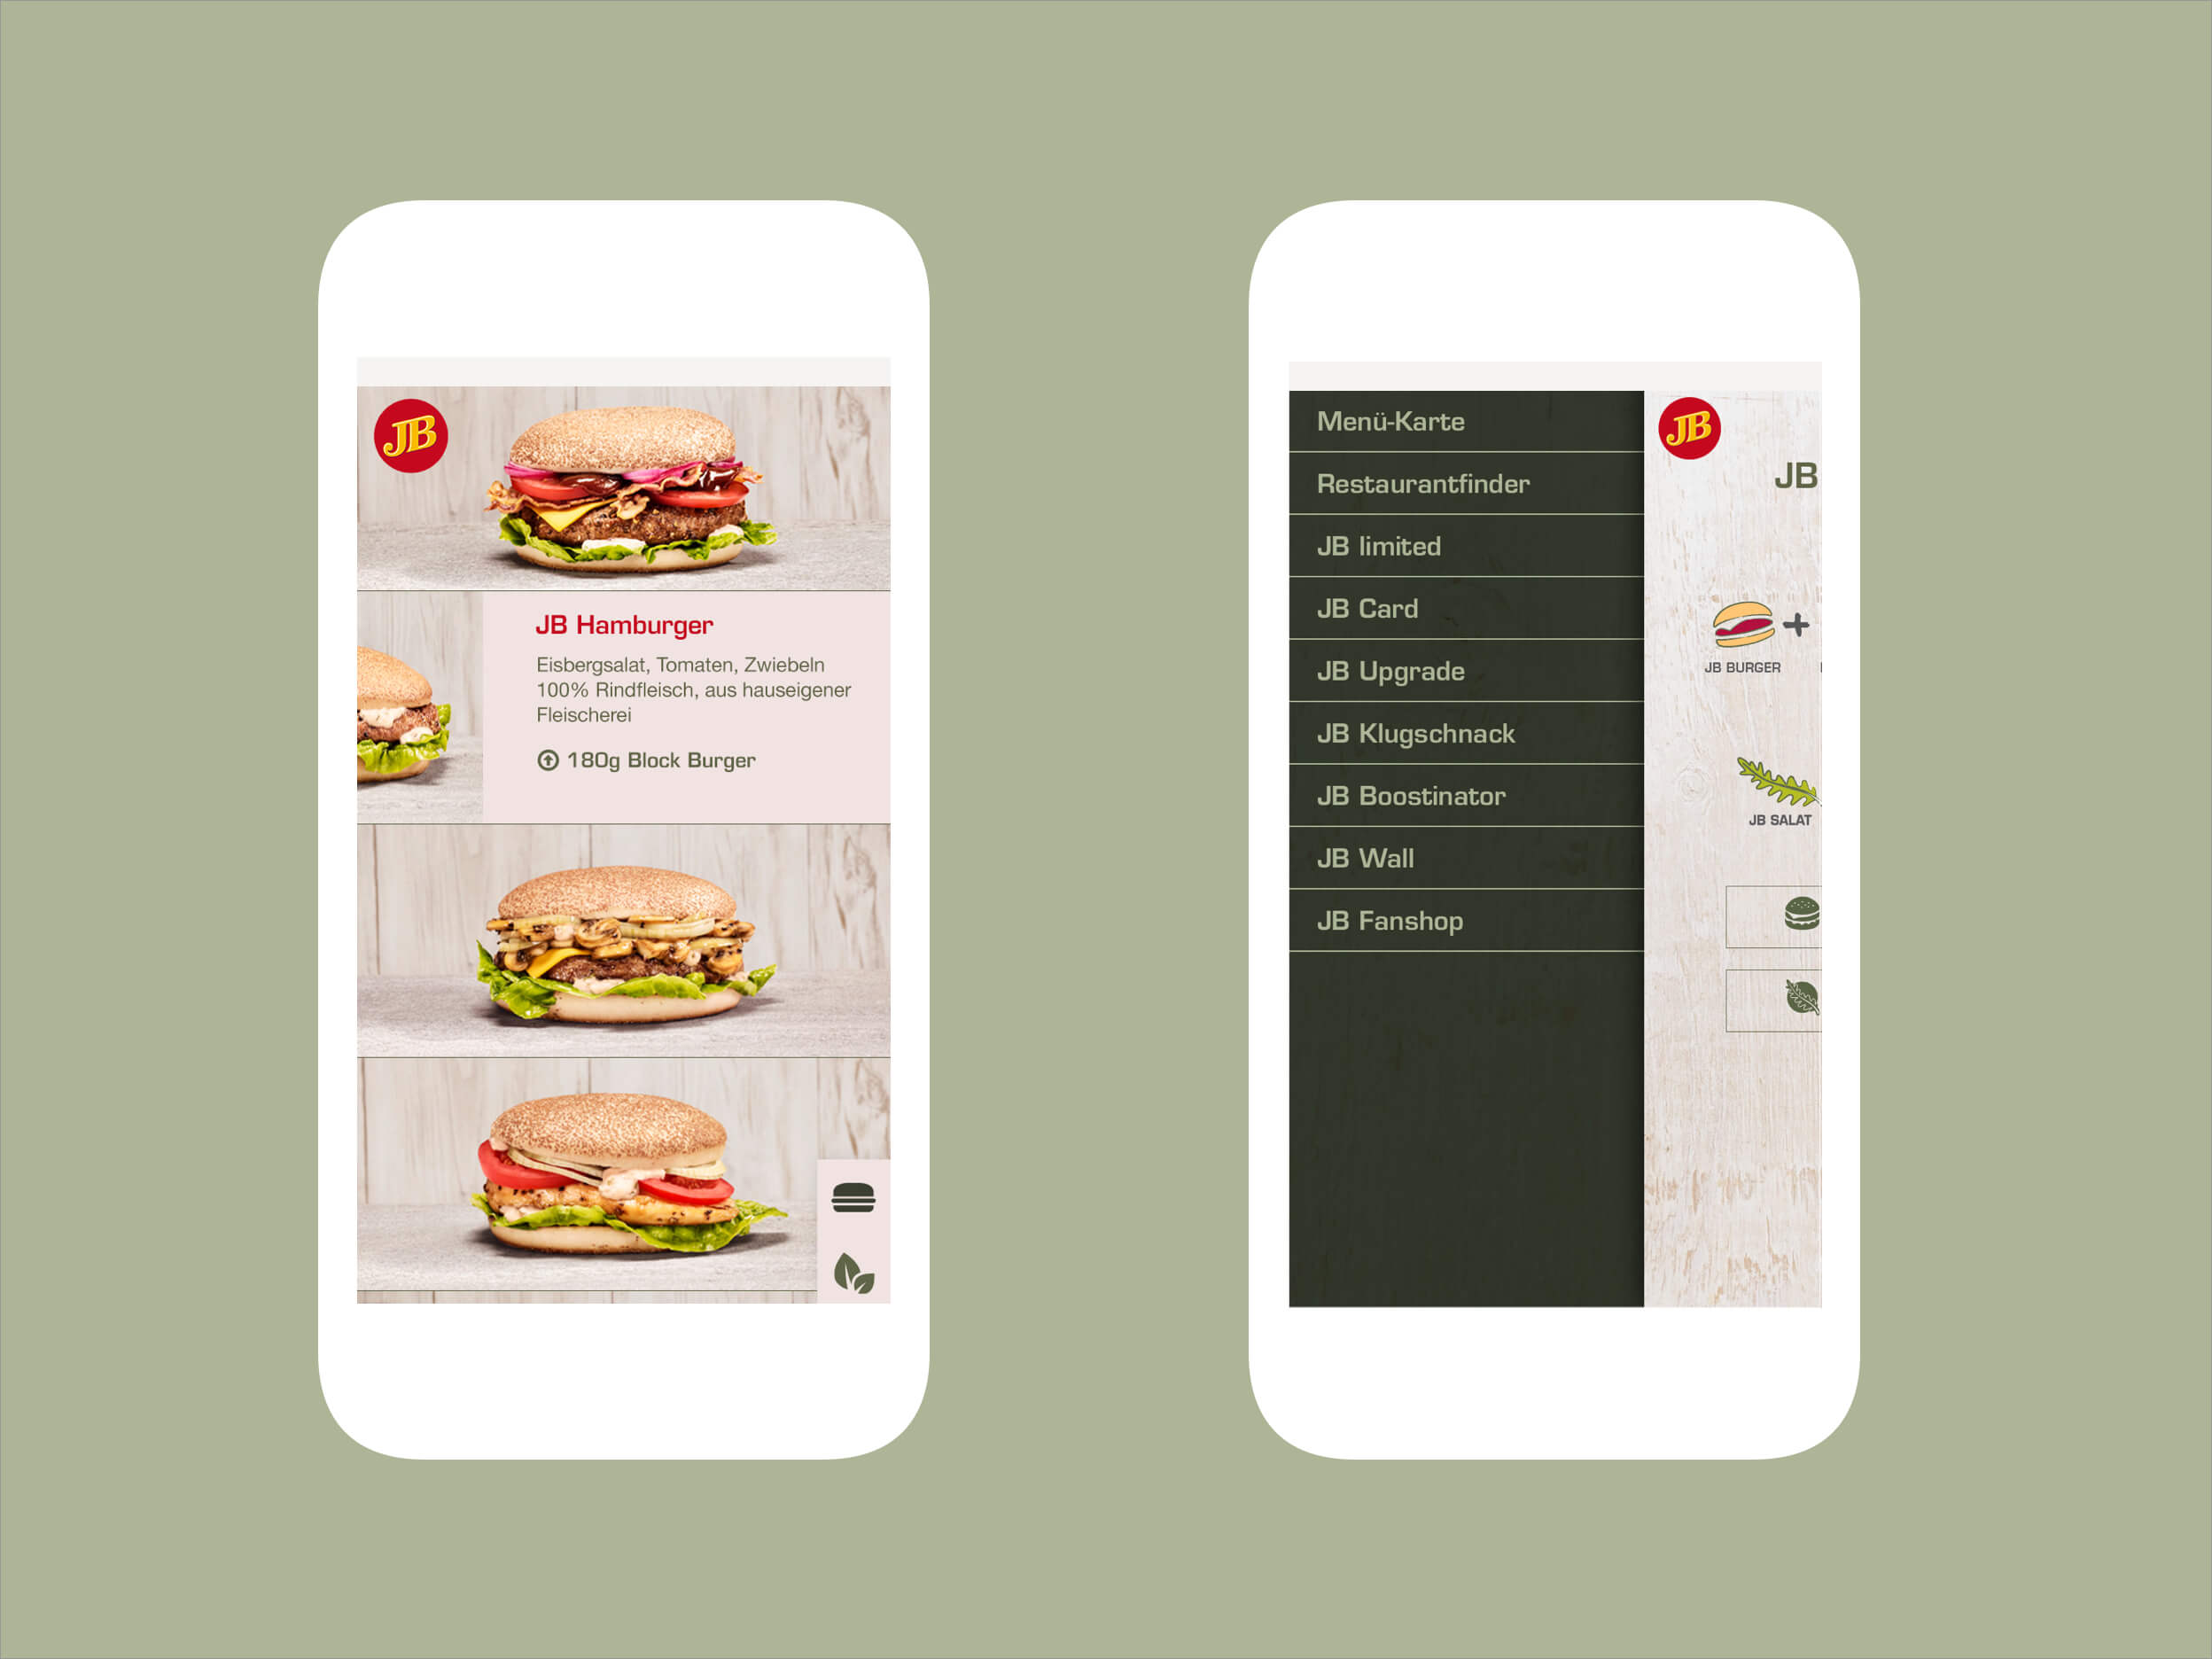 JB
JB Hamburger
Eisbergsalat, Tomaten, Zwiebeln
100% Rindfleisch, aus hauseigener
Fleischerei
180g Block Burger
Menü-Karte
Restaurantfinder
JB limited
JB Card
JB Upgrade
JB Klugschnack
JB Boostinator
JB Wall
JB Fanshop
JB
JB
JB BURGER
JB SALAT